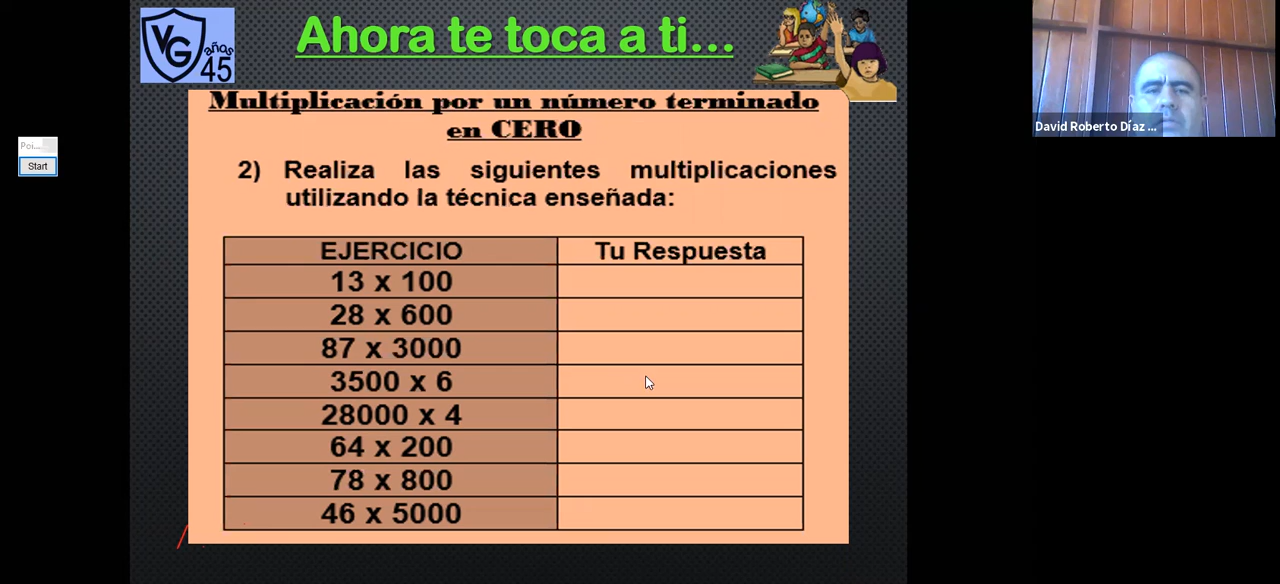 VG
años
45
Ahora te toca a ti...
Multiplicación por un número terminado
en CERO
2) Realiza las siguientes multiplicaciones
utilizando la técnica enseñada:
EJERCICIO Tu Respuesta
13 x 100
28 x 600
87 x 3000
3500 x 6
28000 x 4
64 x 200
78 x 800
46 x 5000
Poi...
Start
David Roberto Díaz ...